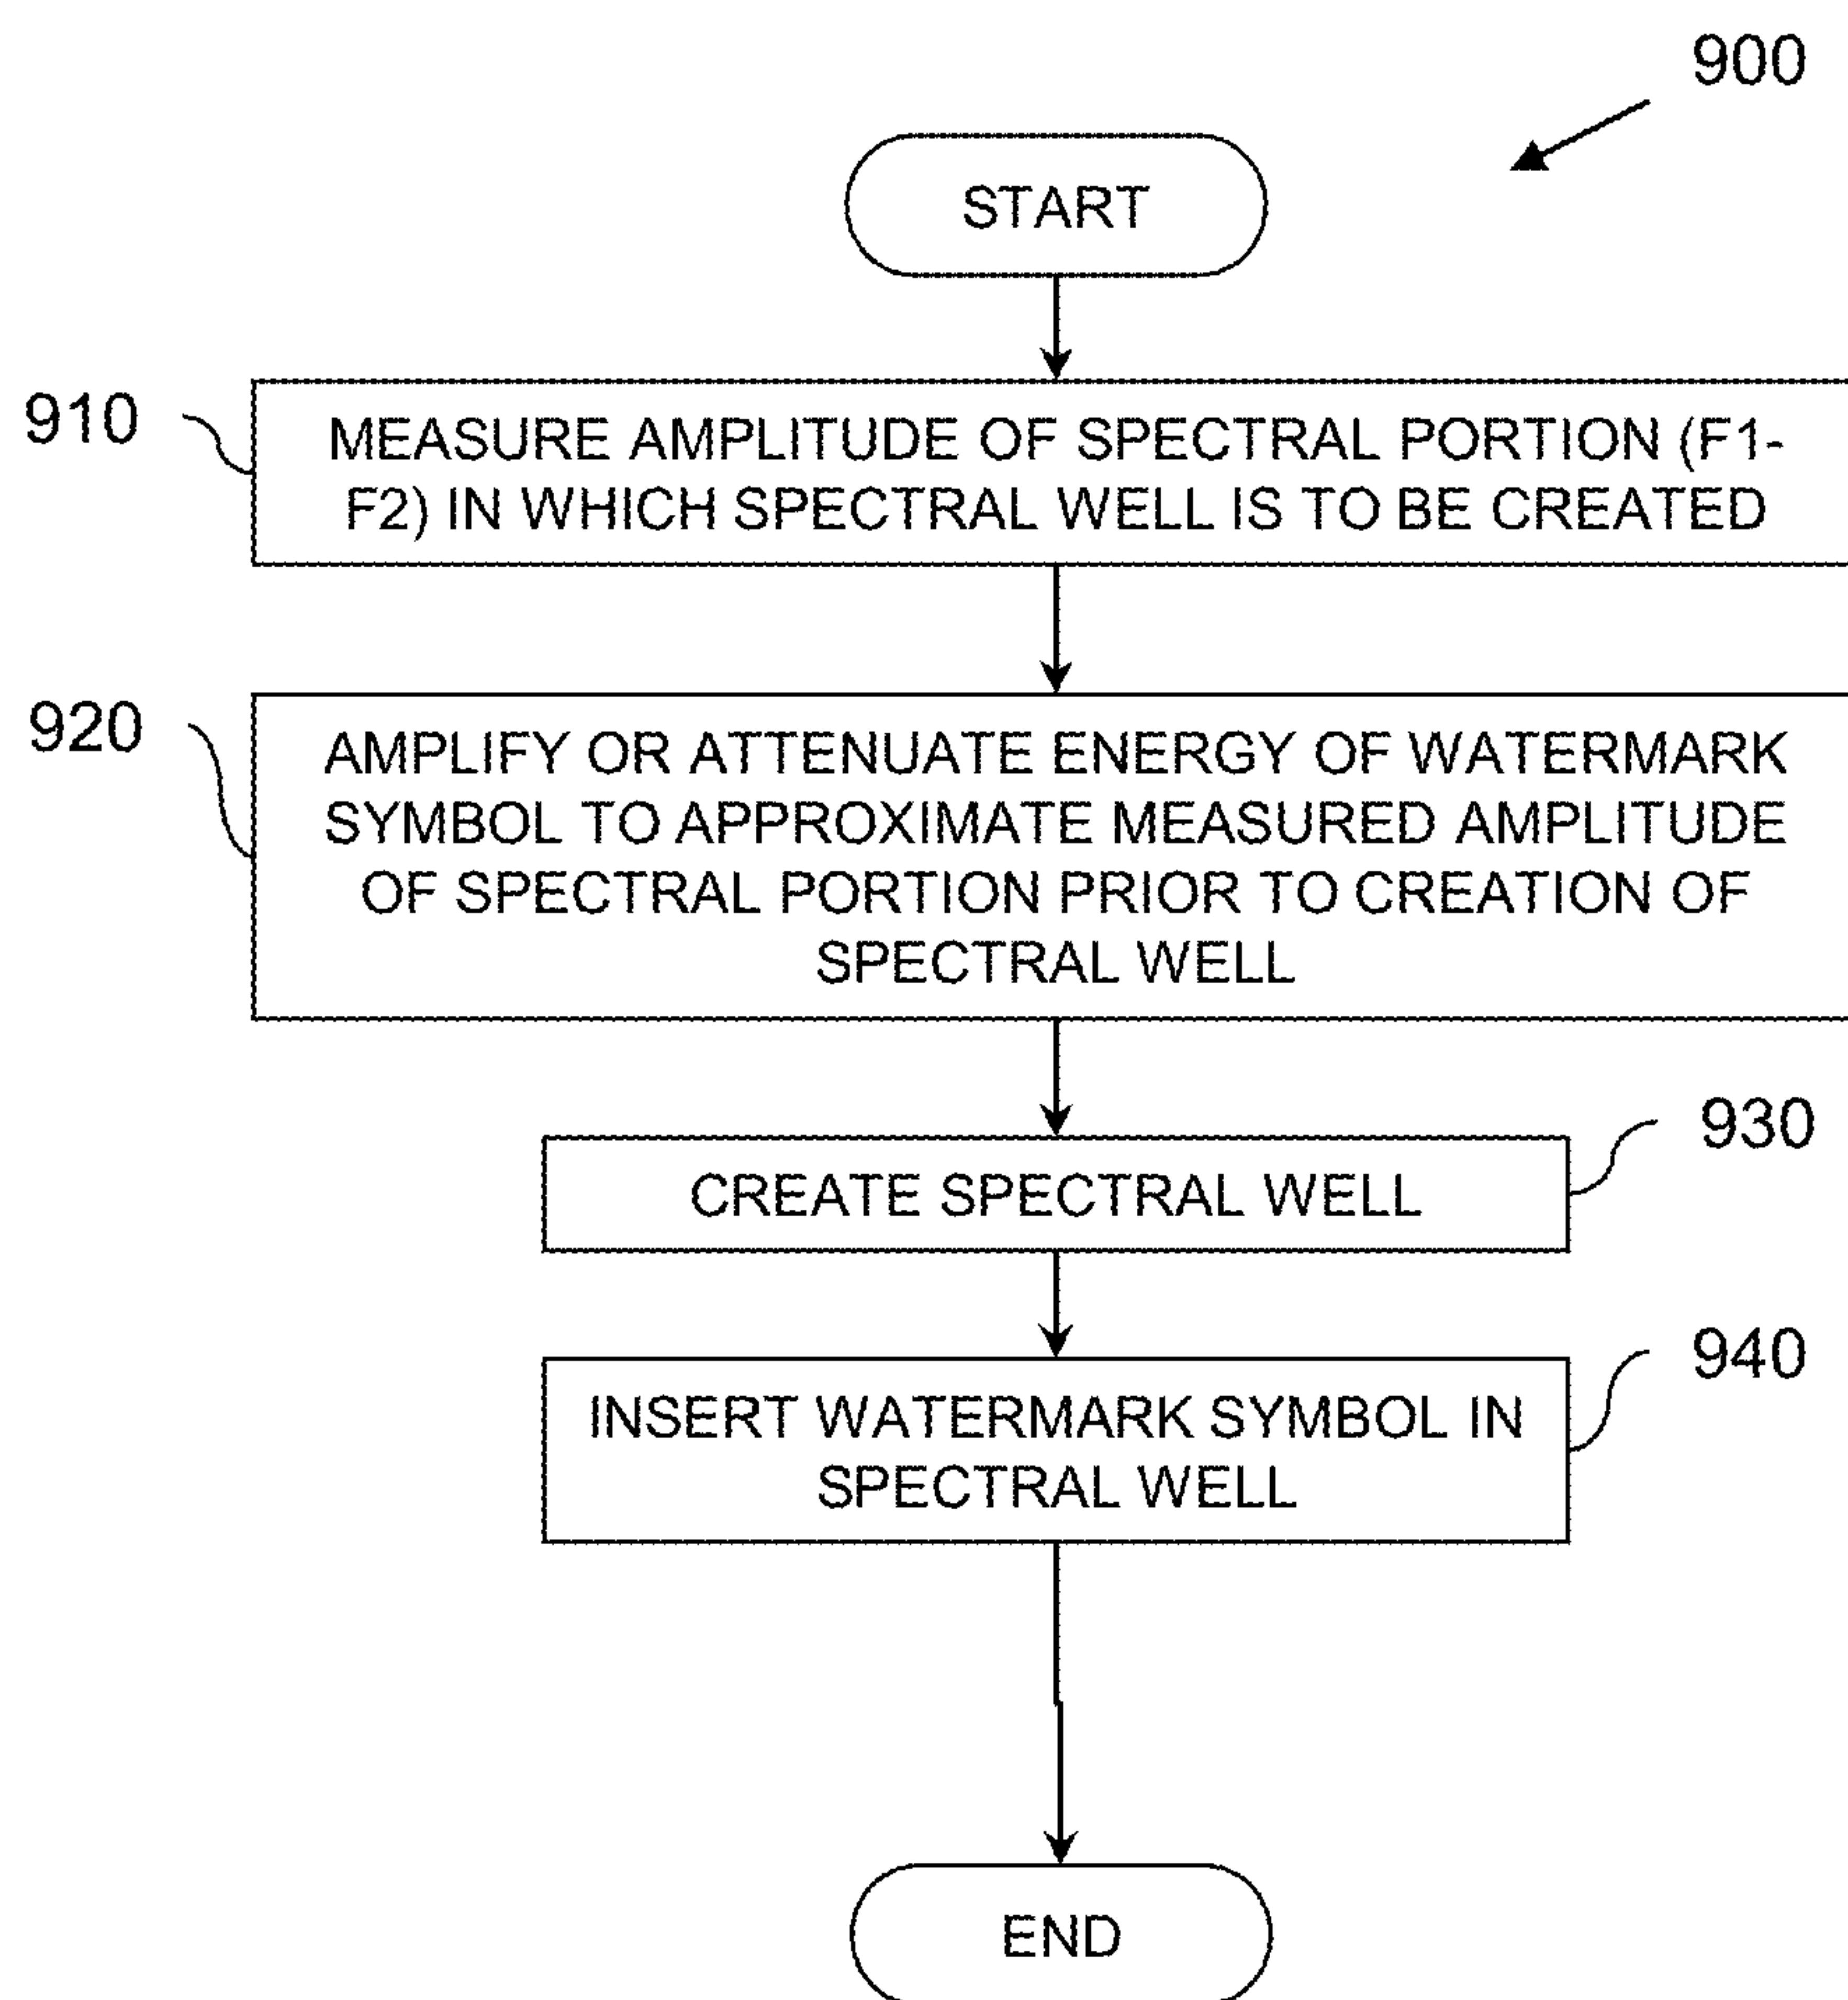 900
START
910
MEASURE AMPLITUDE OF SPECTRAL PORTION (F1-
F2) IN WHICH SPECTRAL WELL IS TO BE CREATED
920
AMPLIFY OR ATTENUATE ENERGY OF WATERMARK
SYMBOL TO APPROXIMATE MEASURED AMPLITUDE
OF SPECTRAL PORTION PRIOR TO CREATION OF
SPECTRAL WELL
930
CREATE SPECTRAL WELL
940
INSERT WATERMARK SYMBOL IN
SPECTRAL WELL
END